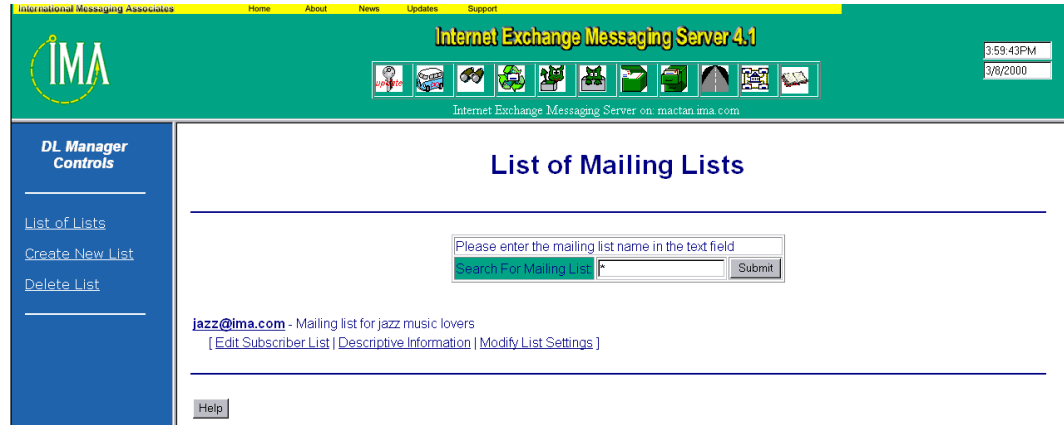 International Messaging Associates Home About News Updates Support
IMA
Internet Exchange Messaging Server 4.1
3:59:43PM
3/8/2000
update
Internet Exchange Messaging Server on: mactan.ima.com
DL Manager
Controls
List of Lists
Create New List
Delete List
List of Mailing Lists
Please enter the mailing list name in the text field
Search For Mailing List: * Submit
jazz@ima.com - Mailing list for jazz music lovers
[ Edit Subscriber List | Descriptive Information | Modify List Settings ]
Help